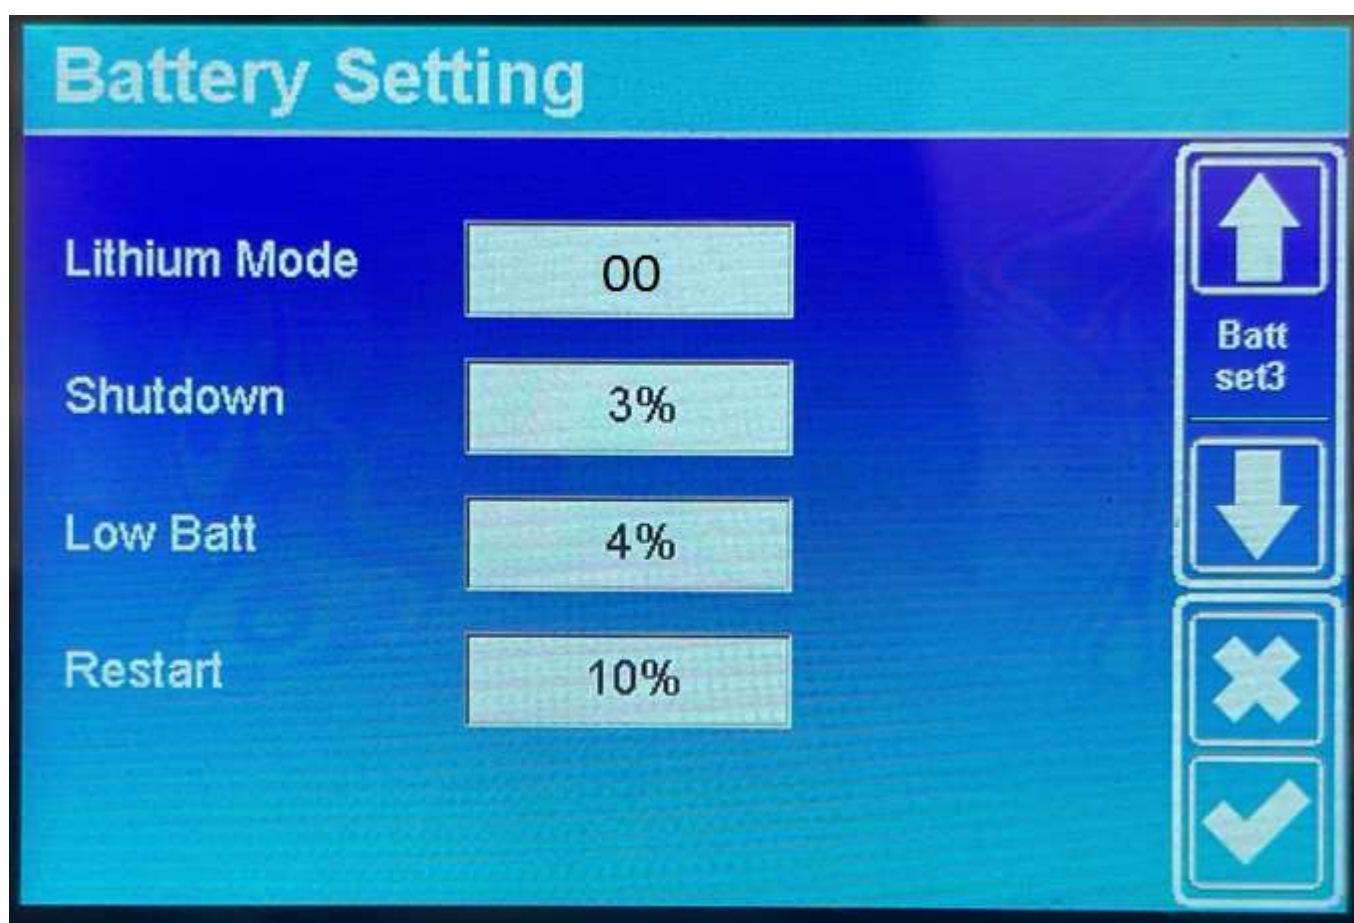 Battery Setting
Lithium Mode
00
Shutdown
3%
Low Batt
4%
Restart
10%
Batt
set3